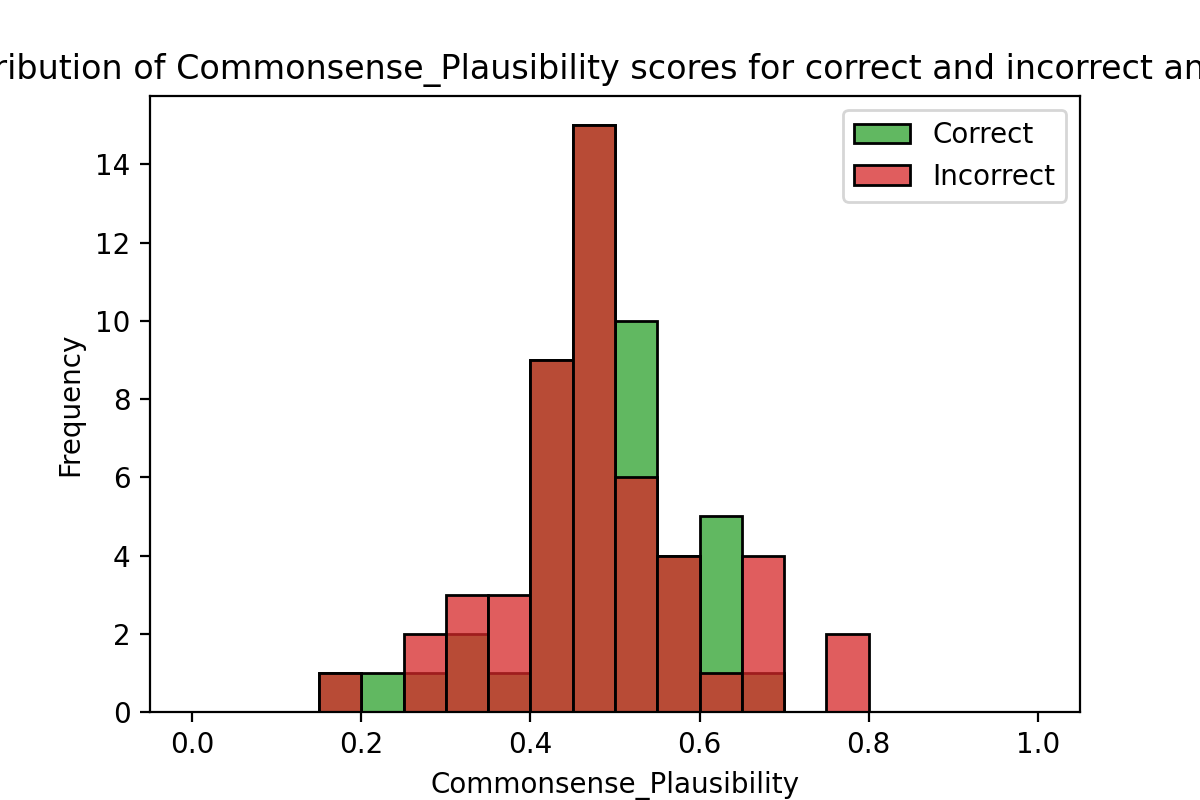 ribution of Commonsense_Plausibility scores for correct and incorrect an
Correct
Incorrect
14
12
10
8
6
4
2
0
Frequency
0.0 0.2 0.4 0.6 0.8 1.0
Commonsense_Plausibility